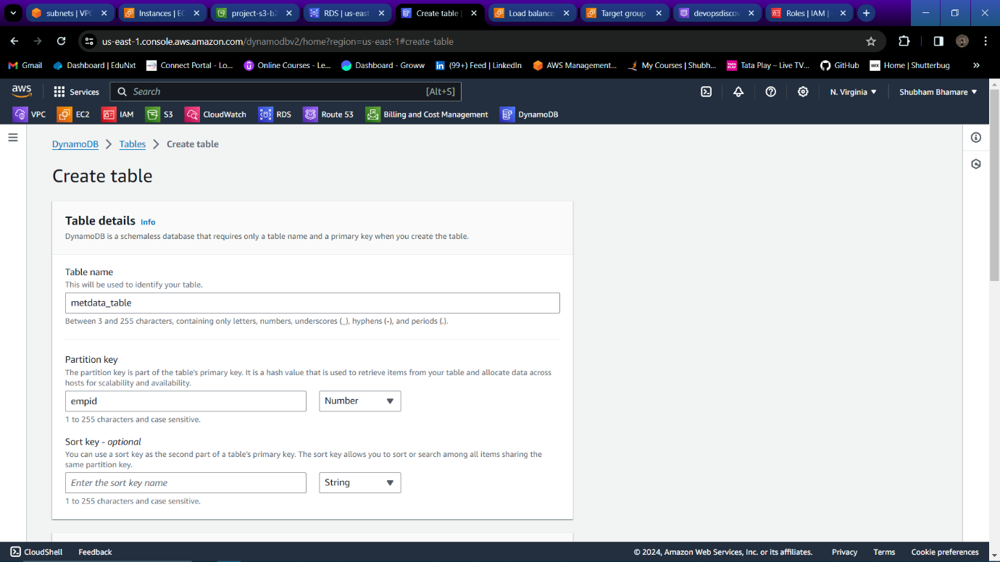 subnets | VPC
Instances | EC
project-s3-b2
RDS | us-east
Create table |
Load balance
Target group
devopsdiscov
Roles | IAM |
us-east-1.console.aws.amazon.com/dynamodbv2/home?region=us-east-1#create-table
Gmail
Dashboard | EduNxt
Connect Portal - Lo...
Online Courses - Le...
Dashboard - Groww
(99+) Feed | LinkedIn
AWS Management...
My Courses | Shubh...
Tata Play – Live TV...
GitHub
Home | Shutterbug
aws
Services
Search
[Alt+S]
N. Virginia
Shubham Bhamare
VPC
EC2
IAM
S3
CloudWatch
RDS
Route 53
Billing and Cost Management
DynamoDB
DynamoDB
Tables
Create table
Create table
Table details Info
DynamoDB is a schemaless database that requires only a table name and a primary key when you create the table.
Table name
This will be used to identify your table.
metdata_table
Between 3 and 255 characters, containing only letters, numbers, underscores (_), hyphens (-), and periods (.).
Partition key
The partition key is part of the table's primary key. It is a hash value that is used to retrieve items from your table and allocate data across
hosts for scalability and availability.
empid
Number
1 to 255 characters and case sensitive.
Sort key - optional
You can use a sort key as the second part of a table's primary key. The sort key allows you to sort or search among all items sharing the
same partition key.
Enter the sort key name
String
1 to 255 characters and case sensitive.
CloudShell
Feedback
© 2024, Amazon Web Services, Inc. or its affiliates.
Privacy
Terms
Cookie preferences